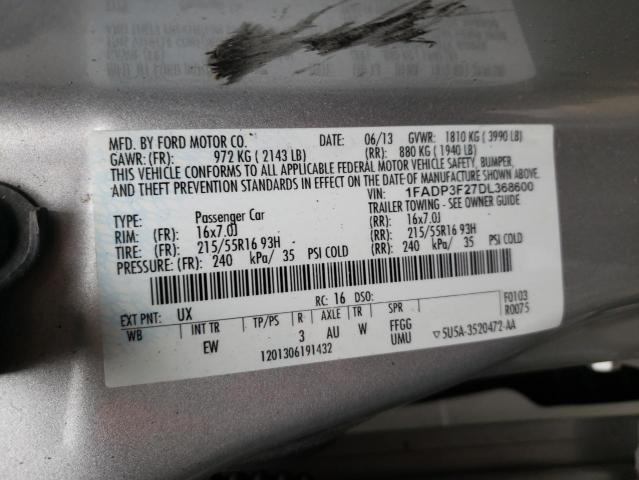 MFD. BY FORD MOTOR CO. DATE: 06/13 GVWR: 1810 KG ( 3990 LB)
GAWR: (FR): 972 KG ( 2143 LB) (RR): 880 KG ( 1940 LB)
THIS VEHICLE CONFORMS TO ALL APPLICABLE FEDERAL MOTOR VEHICLE SAFETY, BUMPER,
AND THEFT PREVENTION STANDARDS IN EFFECT ON THE DATE OF MANUFACTURE SHOWN ABOVE.
VIN: 1FADP3F27DL368600
TYPE: Passenger Car TRAILER TOWING - SEE OWNER GUIDE
RIM: (FR): 16x7.0J (RR): 16x7.0J
TIRE: (FR): 215/55R16 93H (RR): 215/55R16 93H
PRESSURE: (FR) 240 kPa/ 35 PSI COLD (RR): 240 kPa/ 35 PSI COLD
RC: 16 DSO: F0103
EXT PNT: UX R0075
WB INT TR TP/PS R AXLE TR SPR
EW 3 AU W FFGG
UMU ▽5U5A-3520472-AA
1201306191432